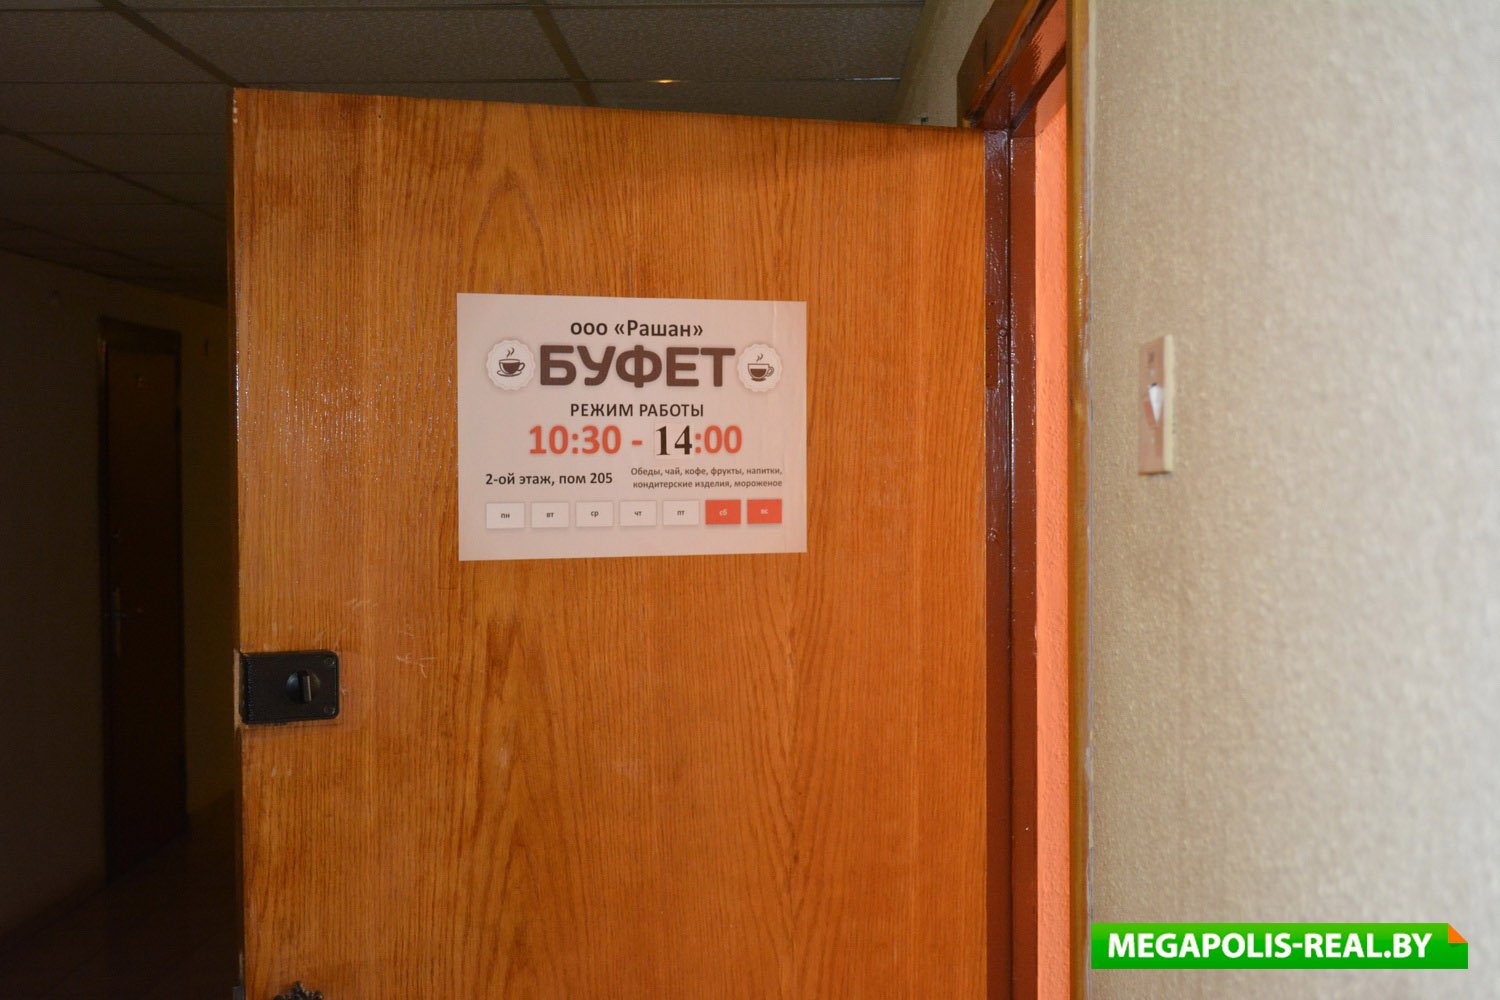 ооо «Рашан»
БУФЕТ
РЕЖИМ РАБОТЫ
10:30 - 14:00
2-ой этаж, пом 205
Обеды, чай, кофе, фрукты, напитки,
кондитерские изделия, мороженое
пн вт ср чт пт сб вс
MEGAPOLIS-REAL.BY